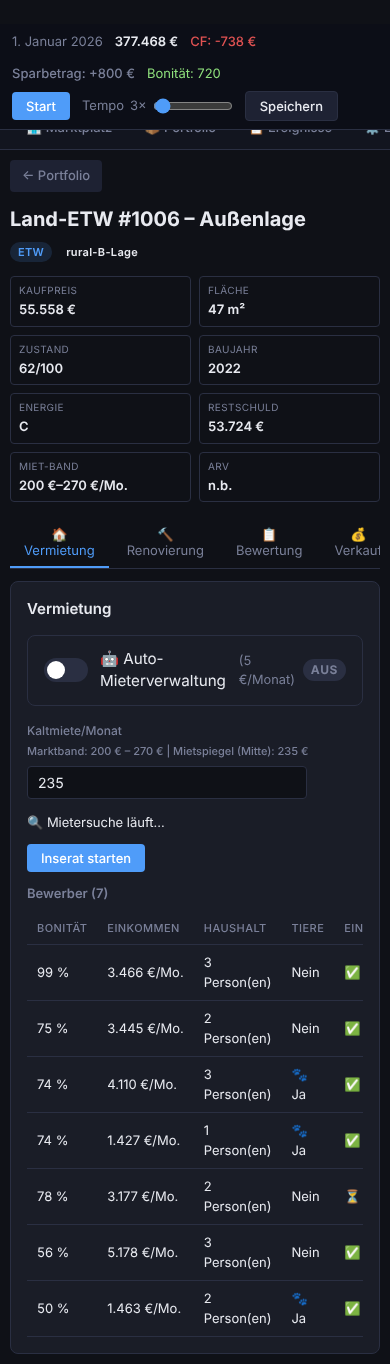 1. Januar 2026 377.468 € CF: -738 €
Sparbetrag: +800 € Bonität: 720
Start Tempo 3× Speichern
Marktplatz Portfolio Ereignisse
← Portfolio
Land-ETW #1006 – Außenlage
ETW rural-B-Lage
KAUFPREIS FLÄCHE
55.558 € 47 m²
ZUSTAND BAUJAHR
62/100 2022
ENERGIE RESTSCHULD
C 53.724 €
MIET-BAND ARV
200 €–270 €/Mo. n.b.
Vermietung Renovierung Bewertung Verkauf
Vermietung
Auto-Mieterverwaltung (5 €/Monat) AUS
Kaltmiete/Monat
Marktband: 200 € – 270 € | Mietspiegel (Mitte): 235 €
235
Mietersuche läuft...
Inserat starten
Bewerber (7)
BONITÄT EINKOMMEN HAUSHALT TIERE EIN
99 % 3.466 €/Mo. 3 Person(en) Nein
75 % 3.445 €/Mo. 2 Person(en) Nein
74 % 4.110 €/Mo. 3 Person(en) Ja
74 % 1.427 €/Mo. 1 Person(en) Ja
78 % 3.177 €/Mo. 2 Person(en) Nein
56 % 5.178 €/Mo. 3 Person(en) Nein
50 % 1.463 €/Mo. 2 Person(en) Ja